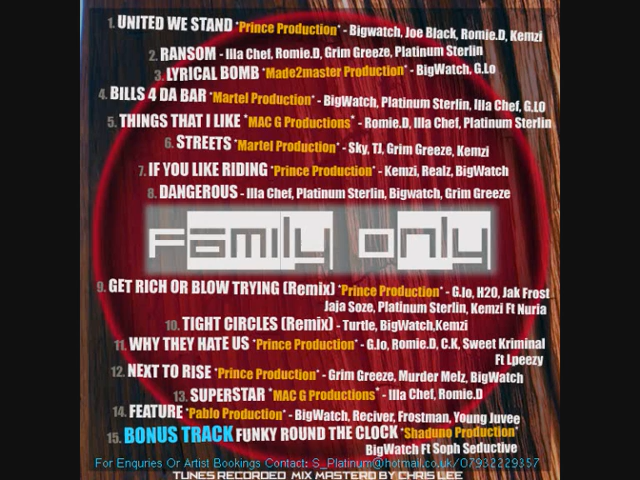 1. UNITED WE STAND *Prince Production* - Bigwatch, Joe Black, Romie.D, Kemzi
2. RANSOM - Illa Chef, Romie.D, Grim Greeze, Platinum Sterlin
3. LYRICAL BOMB *Made2master Production* - BigWatch, G.Lo
4. BILLS 4 DA BAR *Martel Production* - BigWatch, Platinum Sterlin, Illa Chef, G.LO
5. THINGS THAT I LIKE *MAC G Productions* - Romie.D, Illa Chef, Platinum Sterlin
6. STREETS *Martel Production* - Sky, TJ, Grim Greeze, Kemzi
7. IF YOU LIKE RIDING *Prince Production* - Kemzi, Realz, BigWatch
8. DANGEROUS - Illa Chef, Platinum Sterlin, Bigwatch, Grim Greeze
Family Only
9. GET RICH OR BLOW TRYING (Remix) *Prince Production* - G.lo, H2O, Jak Frost
Jaja Soze, Platinum Sterlin, Kemzi Ft Nuria
10. TIGHT CIRCLES (Remix) - Turtle, BigWatch,Kemzi
11. WHY THEY HATE US *Prince Production* - G.lo, Romie.D, C.K, Sweet Kriminal
Ft Lpeezy
12. NEXT TO RISE *Prince Production* - Grim Greeze, Murder Melz, BigWatch
13. SUPERSTAR *MAC G Productions* - Illa Chef, Romie.D
14. FEATURE *Pablo Production* - BigWatch, Reciver, Frostman, Young Juvee
15. BONUS TRACK FUNKY ROUND THE CLOCK *Shaduno Production*
BigWatch Ft Soph Seductive
For Enquries Or Artist Bookings Contact: S_Platinum@hotmail.co.uk/07932229357
TUNES RECORDED MIX MASTERD BY CHRIS LEE